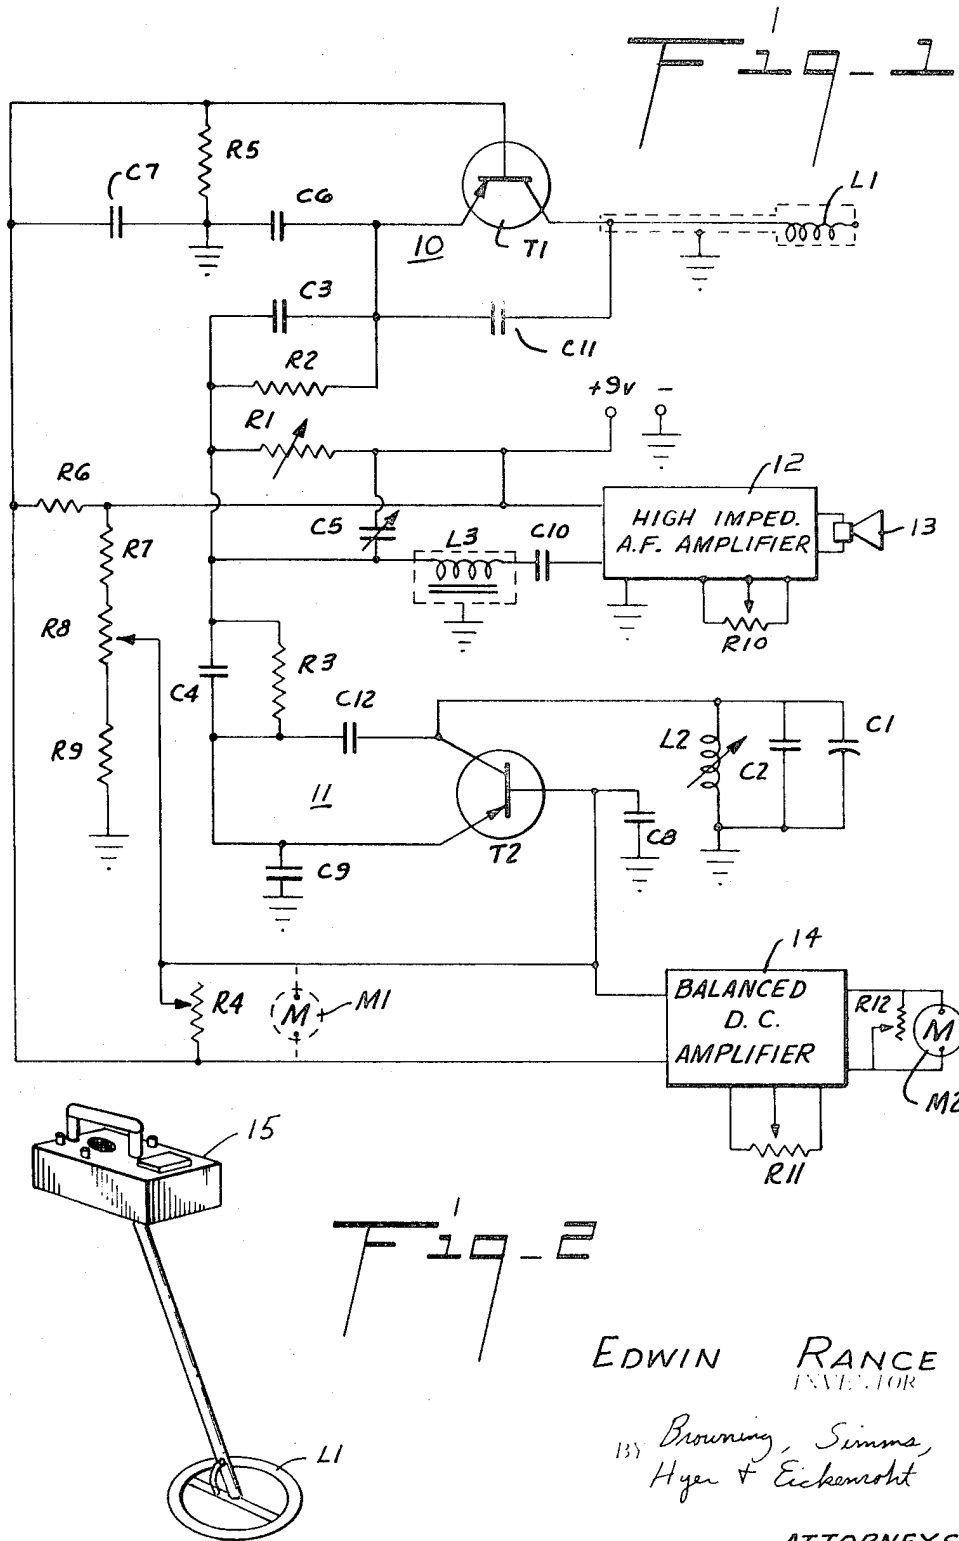 Fig_1
R5
C7
C6
L1
10
T1
C3
C11
R2
+9v -
R1
12
R6
HIGH IMPED.
A.F. AMPLIFIER
13
C5
L3
C10
R7
R8
R10
R3
C4
C12
L2
C1
C2
R9
11
T2
C8
C9
14
R4
M
M1
BALANCED
D. C.
AMPLIFIER
R12
M
M2
R11
15
Fig_2
EDWIN RANCE
INVENTOR
BY Browning, Simms,
Hyer & Eickenroht
L1
ATTORNEYS